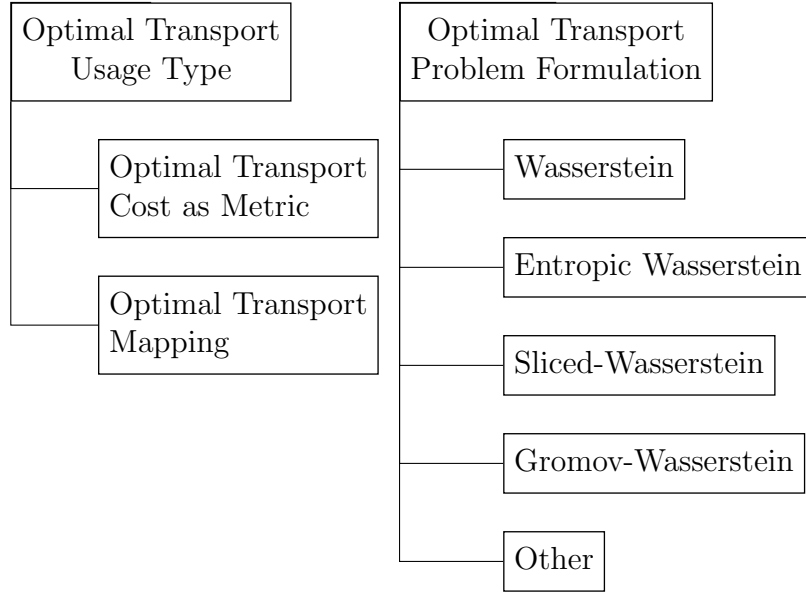 Optimal Transport
Usage Type
Optimal Transport
Cost as Metric
Optimal Transport
Mapping
Optimal Transport
Problem Formulation
Wasserstein
Entropic Wasserstein
Sliced-Wasserstein
Gromov-Wasserstein
Other